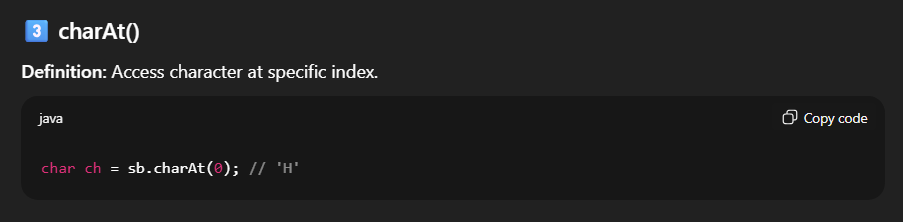 3 charAt()
Definition: Access character at specific index.
java
Copy code
char ch = sb.charAt(0); // 'H'